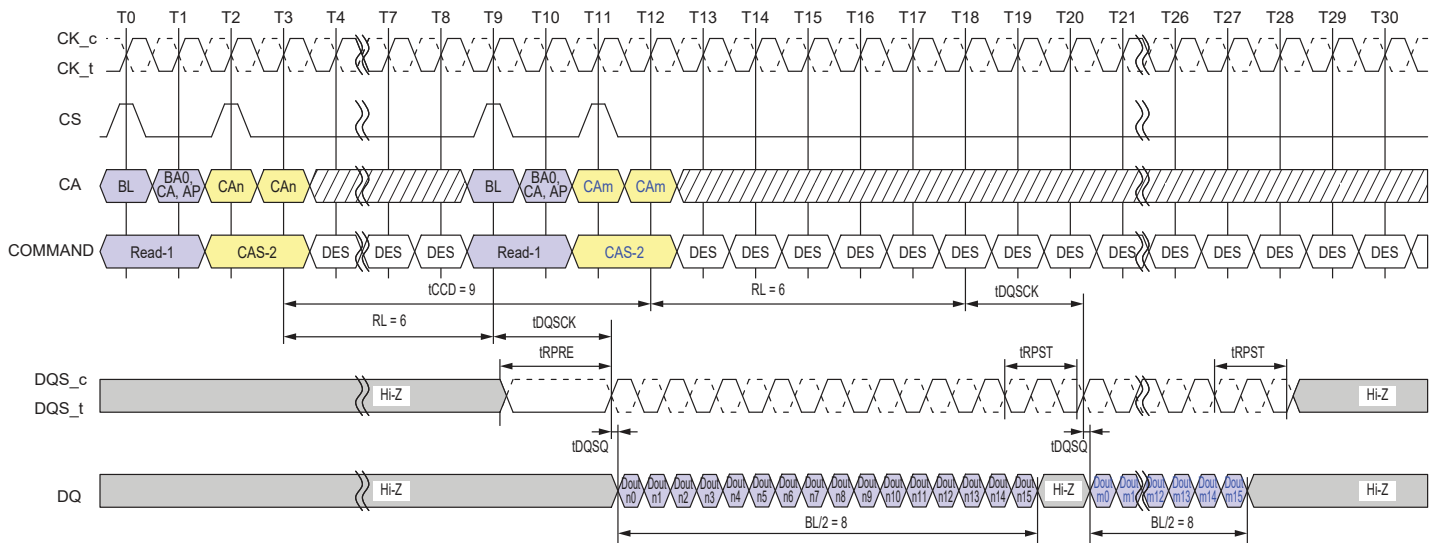 T0 T1 T2 T3 T4 T7 T8 T9 T10 T11 T12 T13 T14 T15 T16 T17 T18 T19 T20 T21 T26 T27 T28 T29 T30
CK_c
CK_t
CS
CA
BL BA0, CA, AP CAn CAn BL BA0, CA, AP CAm CAm
COMMAND
Read-1 CAS-2 DES DES DES Read-1 CAS-2 DES DES DES DES DES DES DES DES DES DES DES DES DES DES
tCCD = 9 RL = 6 tDQSCK
RL = 6 tDQSCK
tRPRE tRPST tRPST
DQS_c
DQS_t
Hi-Z Hi-Z
tDQSQ tDQSQ
DQ
Hi-Z Dout n0 Dout n1 Dout n2 Dout n3 Dout n4 Dout n5 Dout n6 Dout n7 Dout n8 Dout n9 Dout n10 Dout n11 Dout n12 Dout n13 Dout n14 Dout n15 Hi-Z Dout m0 Dout m1 Dout m12 Dout m13 Dout m14 Dout m15 Hi-Z
BL/2 = 8 BL/2 = 8